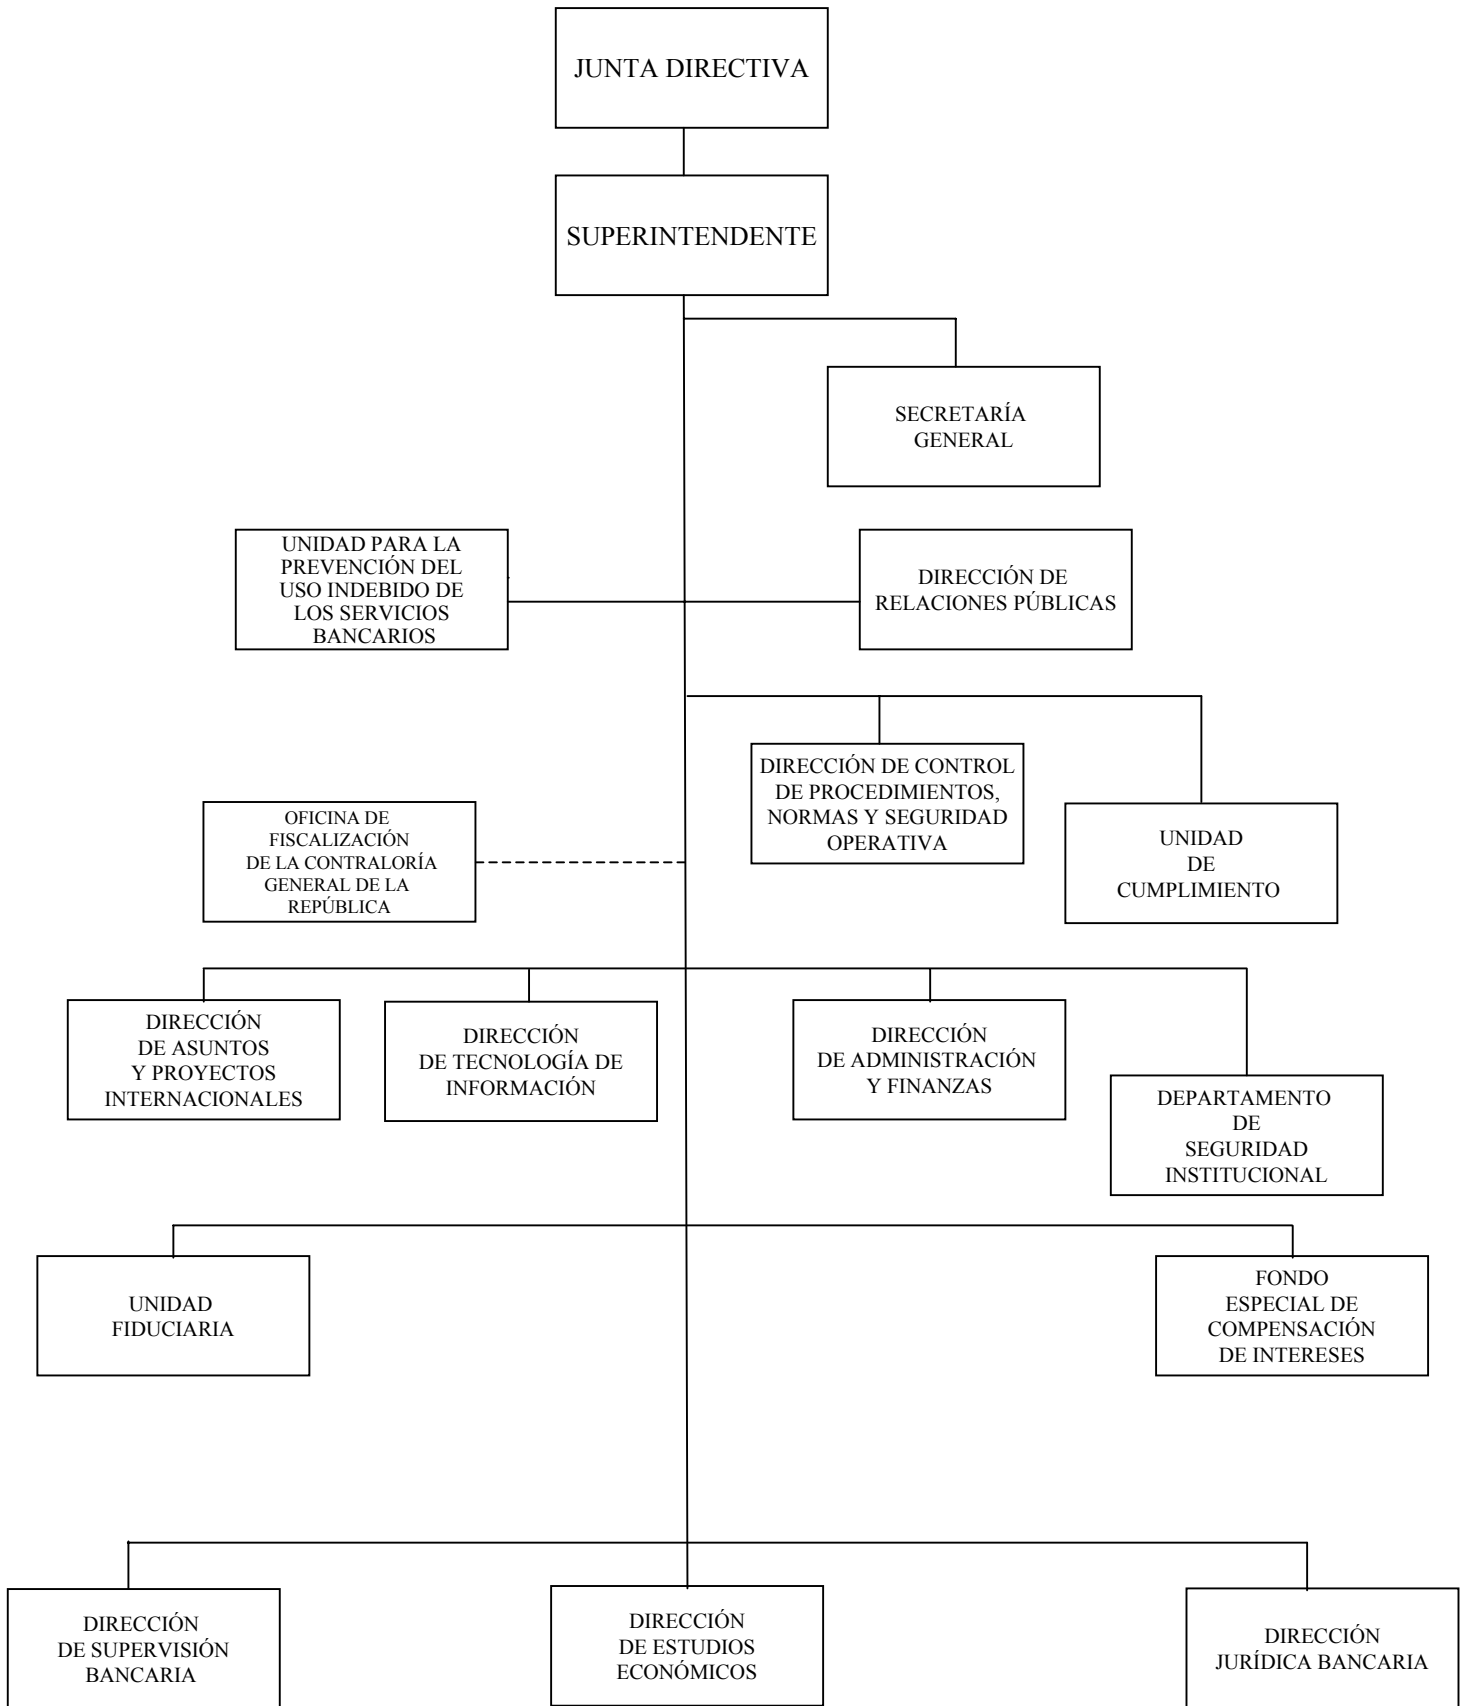 JUNTA DIRECTIVA
SUPERINTENDENTE
SECRETARÍA
GENERAL
UNIDAD PARA LA
PREVENCIÓN DEL
USO INDEBIDO DE
LOS SERVICIOS
BANCARIOS
DIRECCIÓN DE
RELACIONES PÚBLICAS
DIRECCIÓN DE CONTROL
DE PROCEDIMIENTOS,
NORMAS Y SEGURIDAD
OPERATIVA
UNIDAD
DE
CUMPLIMIENTO
OFICINA DE
FISCALIZACIÓN
DE LA CONTRALORÍA
GENERAL DE LA
REPÚBLICA
DIRECCIÓN
DE ASUNTOS
Y PROYECTOS
INTERNACIONALES
DIRECCIÓN
DE TECNOLOGÍA DE
INFORMACIÓN
DIRECCIÓN
DE ADMINISTRACIÓN
Y FINANZAS
DEPARTAMENTO
DE
SEGURIDAD
INSTITUCIONAL
UNIDAD
FIDUCIARIA
FONDO
ESPECIAL DE
COMPENSACIÓN
DE INTERESES
DIRECCIÓN
DE SUPERVISIÓN
BANCARIA
DIRECCIÓN
DE ESTUDIOS
ECONÓMICOS
DIRECCIÓN
JURÍDICA BANCARIA